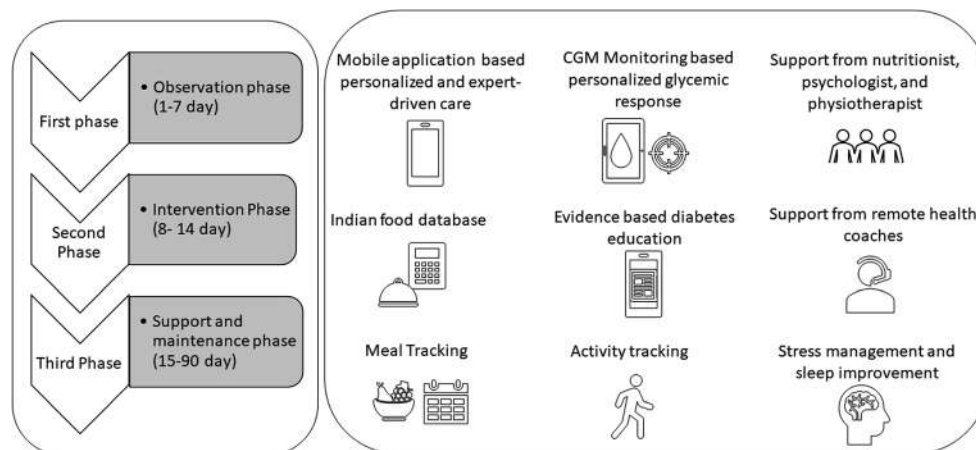 First phase
• Observation phase
(1-7 day)
Second
Phase
• Intervention Phase
(8- 14 day)
Third Phase
• Support and
maintenance phase
(15-90 day)
Mobile application based
personalized and expert-
driven care
CGM Monitoring based
personalized glycemic
response
Support from nutritionist,
psychologist, and
physiotherapist
Indian food database
Evidence based diabetes
education
Support from remote health
coaches
Meal Tracking
Activity tracking
Stress management and
sleep improvement